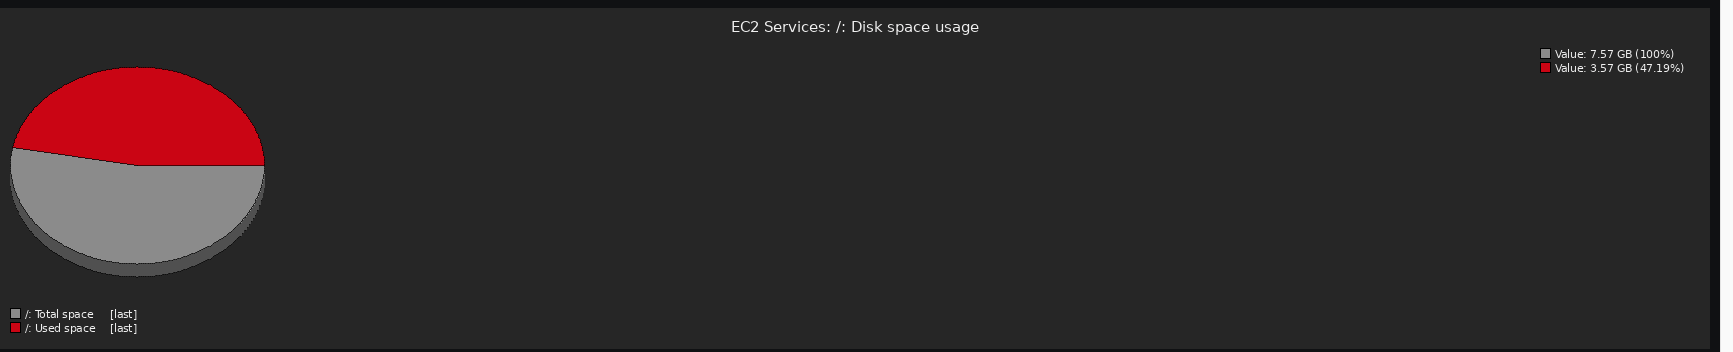 EC2 Services: /: Disk space usage
Value: 7.57 GB (100%)
Value: 3.57 GB (47.19%)
/: Total space [last]
/: Used space [last]